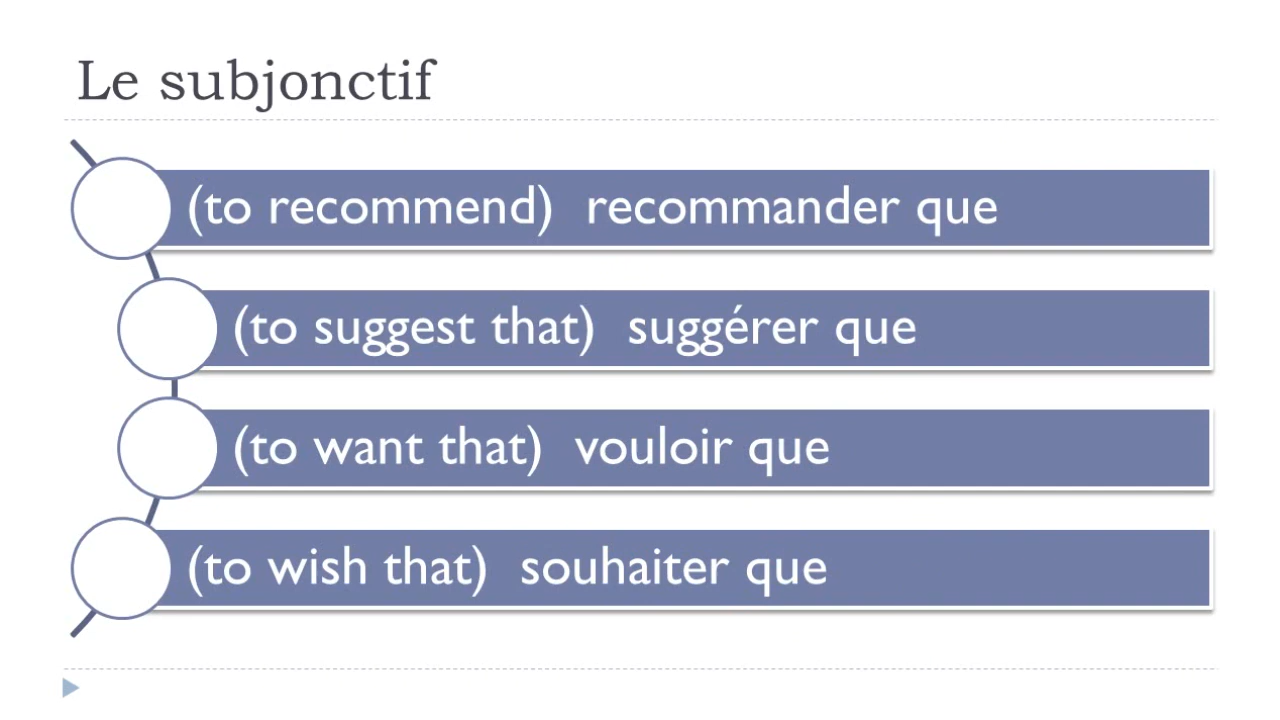 Le subjonctif
(to recommend) recommander que
(to suggest that) suggérer que
(to want that) vouloir que
(to wish that) souhaiter que